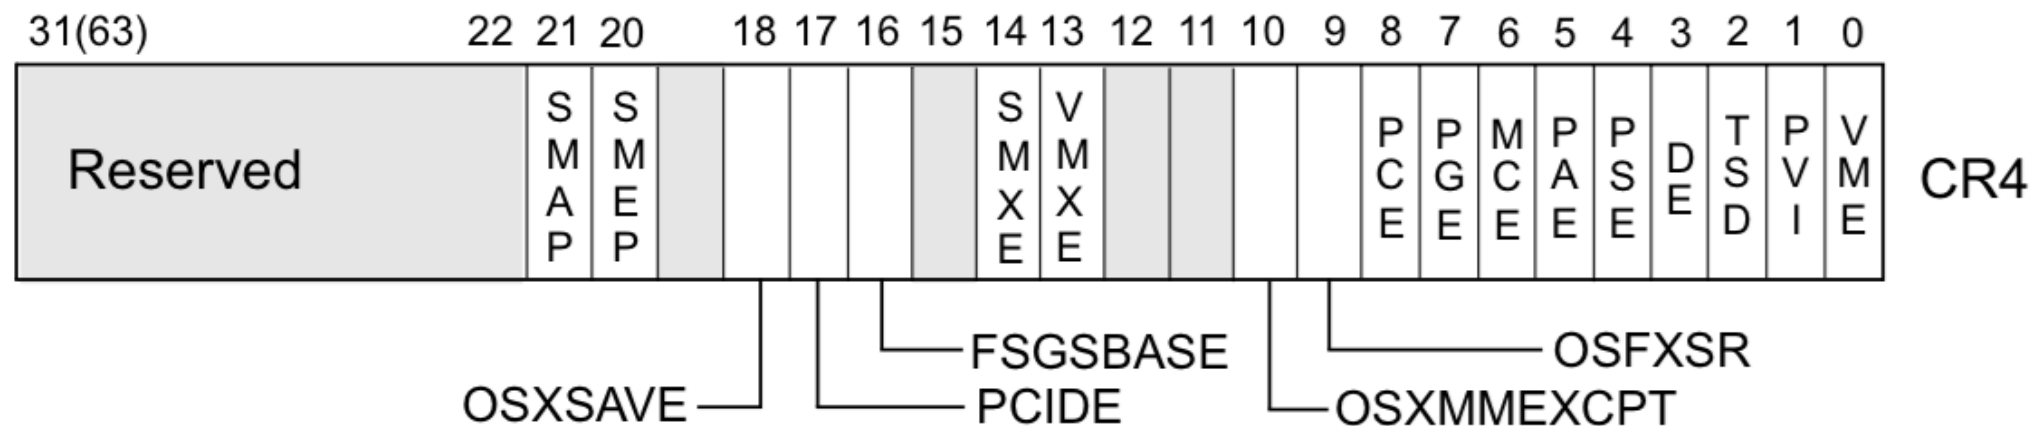 31(63) 22 21 20 18 17 16 15 14 13 12 11 10 9 8 7 6 5 4 3 2 1 0
Reserved SMAP SMEP SMXE VMXE PCE PGE MCE PAE PSE DE TSD PVI VME CR4
FSGSBASE OSFXSR
OSXSAVE PCIDE OSXMMEXCPT